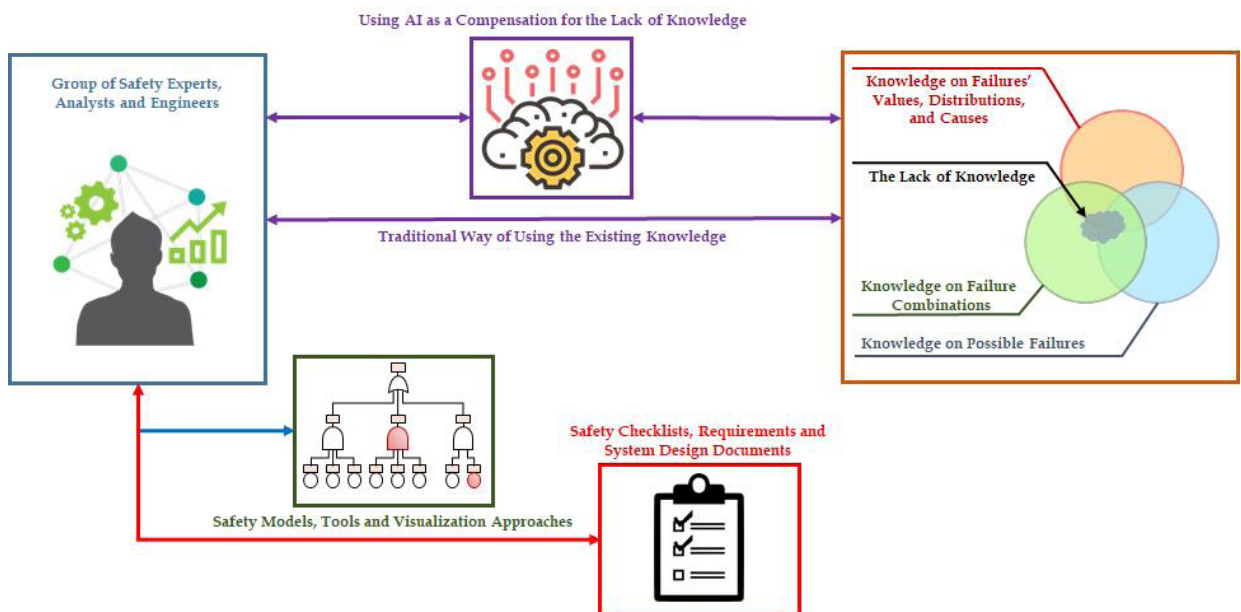 Using AI as a Compensation for the Lack of Knowledge
Group of Safety Experts,
Analysts and Engineers
Knowledge on Failures'
Values, Distributions,
and Causes
The Lack of Knowledge
Traditional Way of Using the Existing Knowledge
Knowledge on Failure
Combinations
Knowledge on Possible Failures
Safety Checklists, Requirements and
System Design Documents
Safety Models, Tools and Visualization Approaches